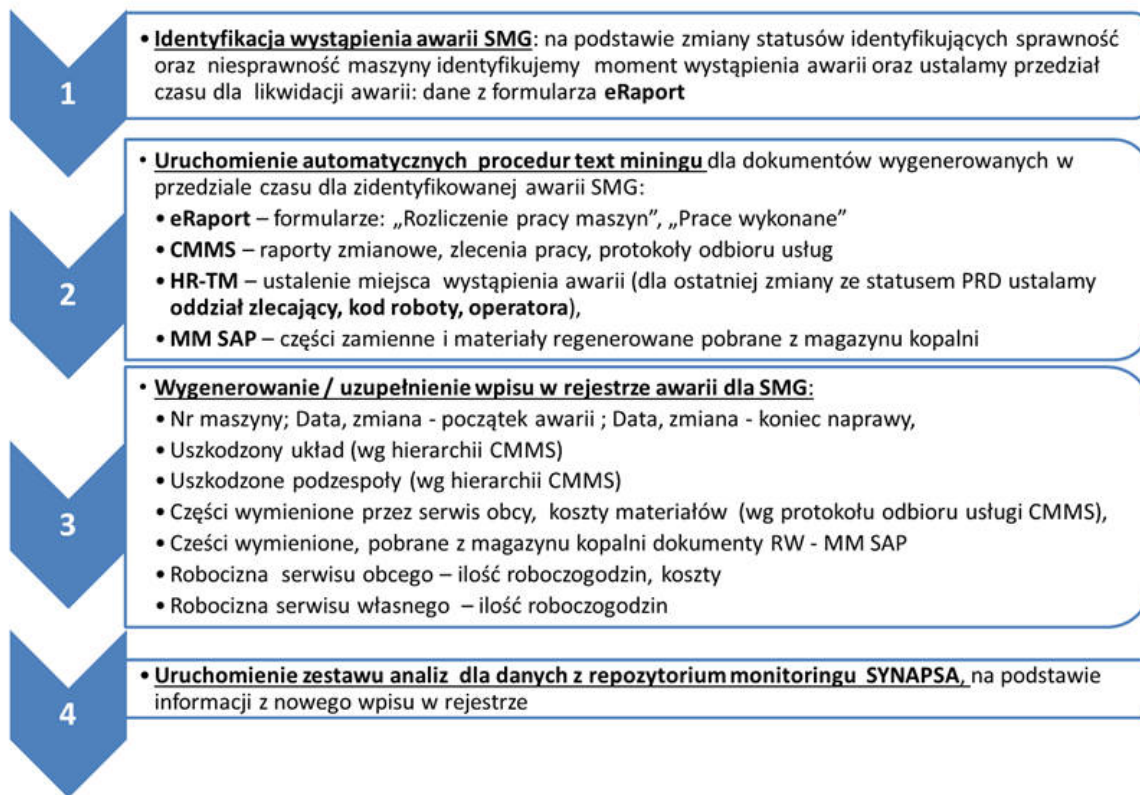 1
• Identyfikacja wystąpienia awarii SMG: na podstawie zmiany statusów identyfikujących sprawność
oraz niesprawność maszyny identyfikujemy moment wystąpienia awarii oraz ustalamy przedział
czasu dla likwidacji awarii: dane z formularza eRaport
2
• Uruchomienie automatycznych procedur text miningu dla dokumentów wygenerowanych w
przedziale czasu dla zidentyfikowanej awarii SMG:
• eRaport – formularze: „Rozliczenie pracy maszyn”, „Prace wykonane”
• CMMS – raporty zmianowe, zlecenia pracy, protokoły odbioru usług
• HR-TM – ustalenie miejsca wystąpienia awarii (dla ostatniej zmiany ze statusem PRD ustalamy
oddział zlecający, kod roboty, operatora),
• MM SAP – części zamienne i materiały regenerowane pobrane z magazynu kopalni
3
• Wygenerowanie / uzupełnienie wpisu w rejestrze awarii dla SMG:
• Nr maszyny; Data, zmiana - początek awarii ; Data, zmiana - koniec naprawy,
• Uszkodzony układ (wg hierarchii CMMS)
• Uszkodzone podzespoły (wg hierarchii CMMS)
• Części wymienione przez serwis obcy, koszty materiałów (wg protokołu odbioru usługi CMMS),
• Cześci wymienione, pobrane z magazynu kopalni dokumenty RW - MM SAP
• Robocizna serwisu obcego – ilość roboczogodzin, koszty
• Robocizna serwisu własnego – ilość roboczogodzin
4
• Uruchomienie zestawu analiz dla danych z repozytorium monitoringu SYNAPSA, na podstawie
informacji z nowego wpisu w rejestrze